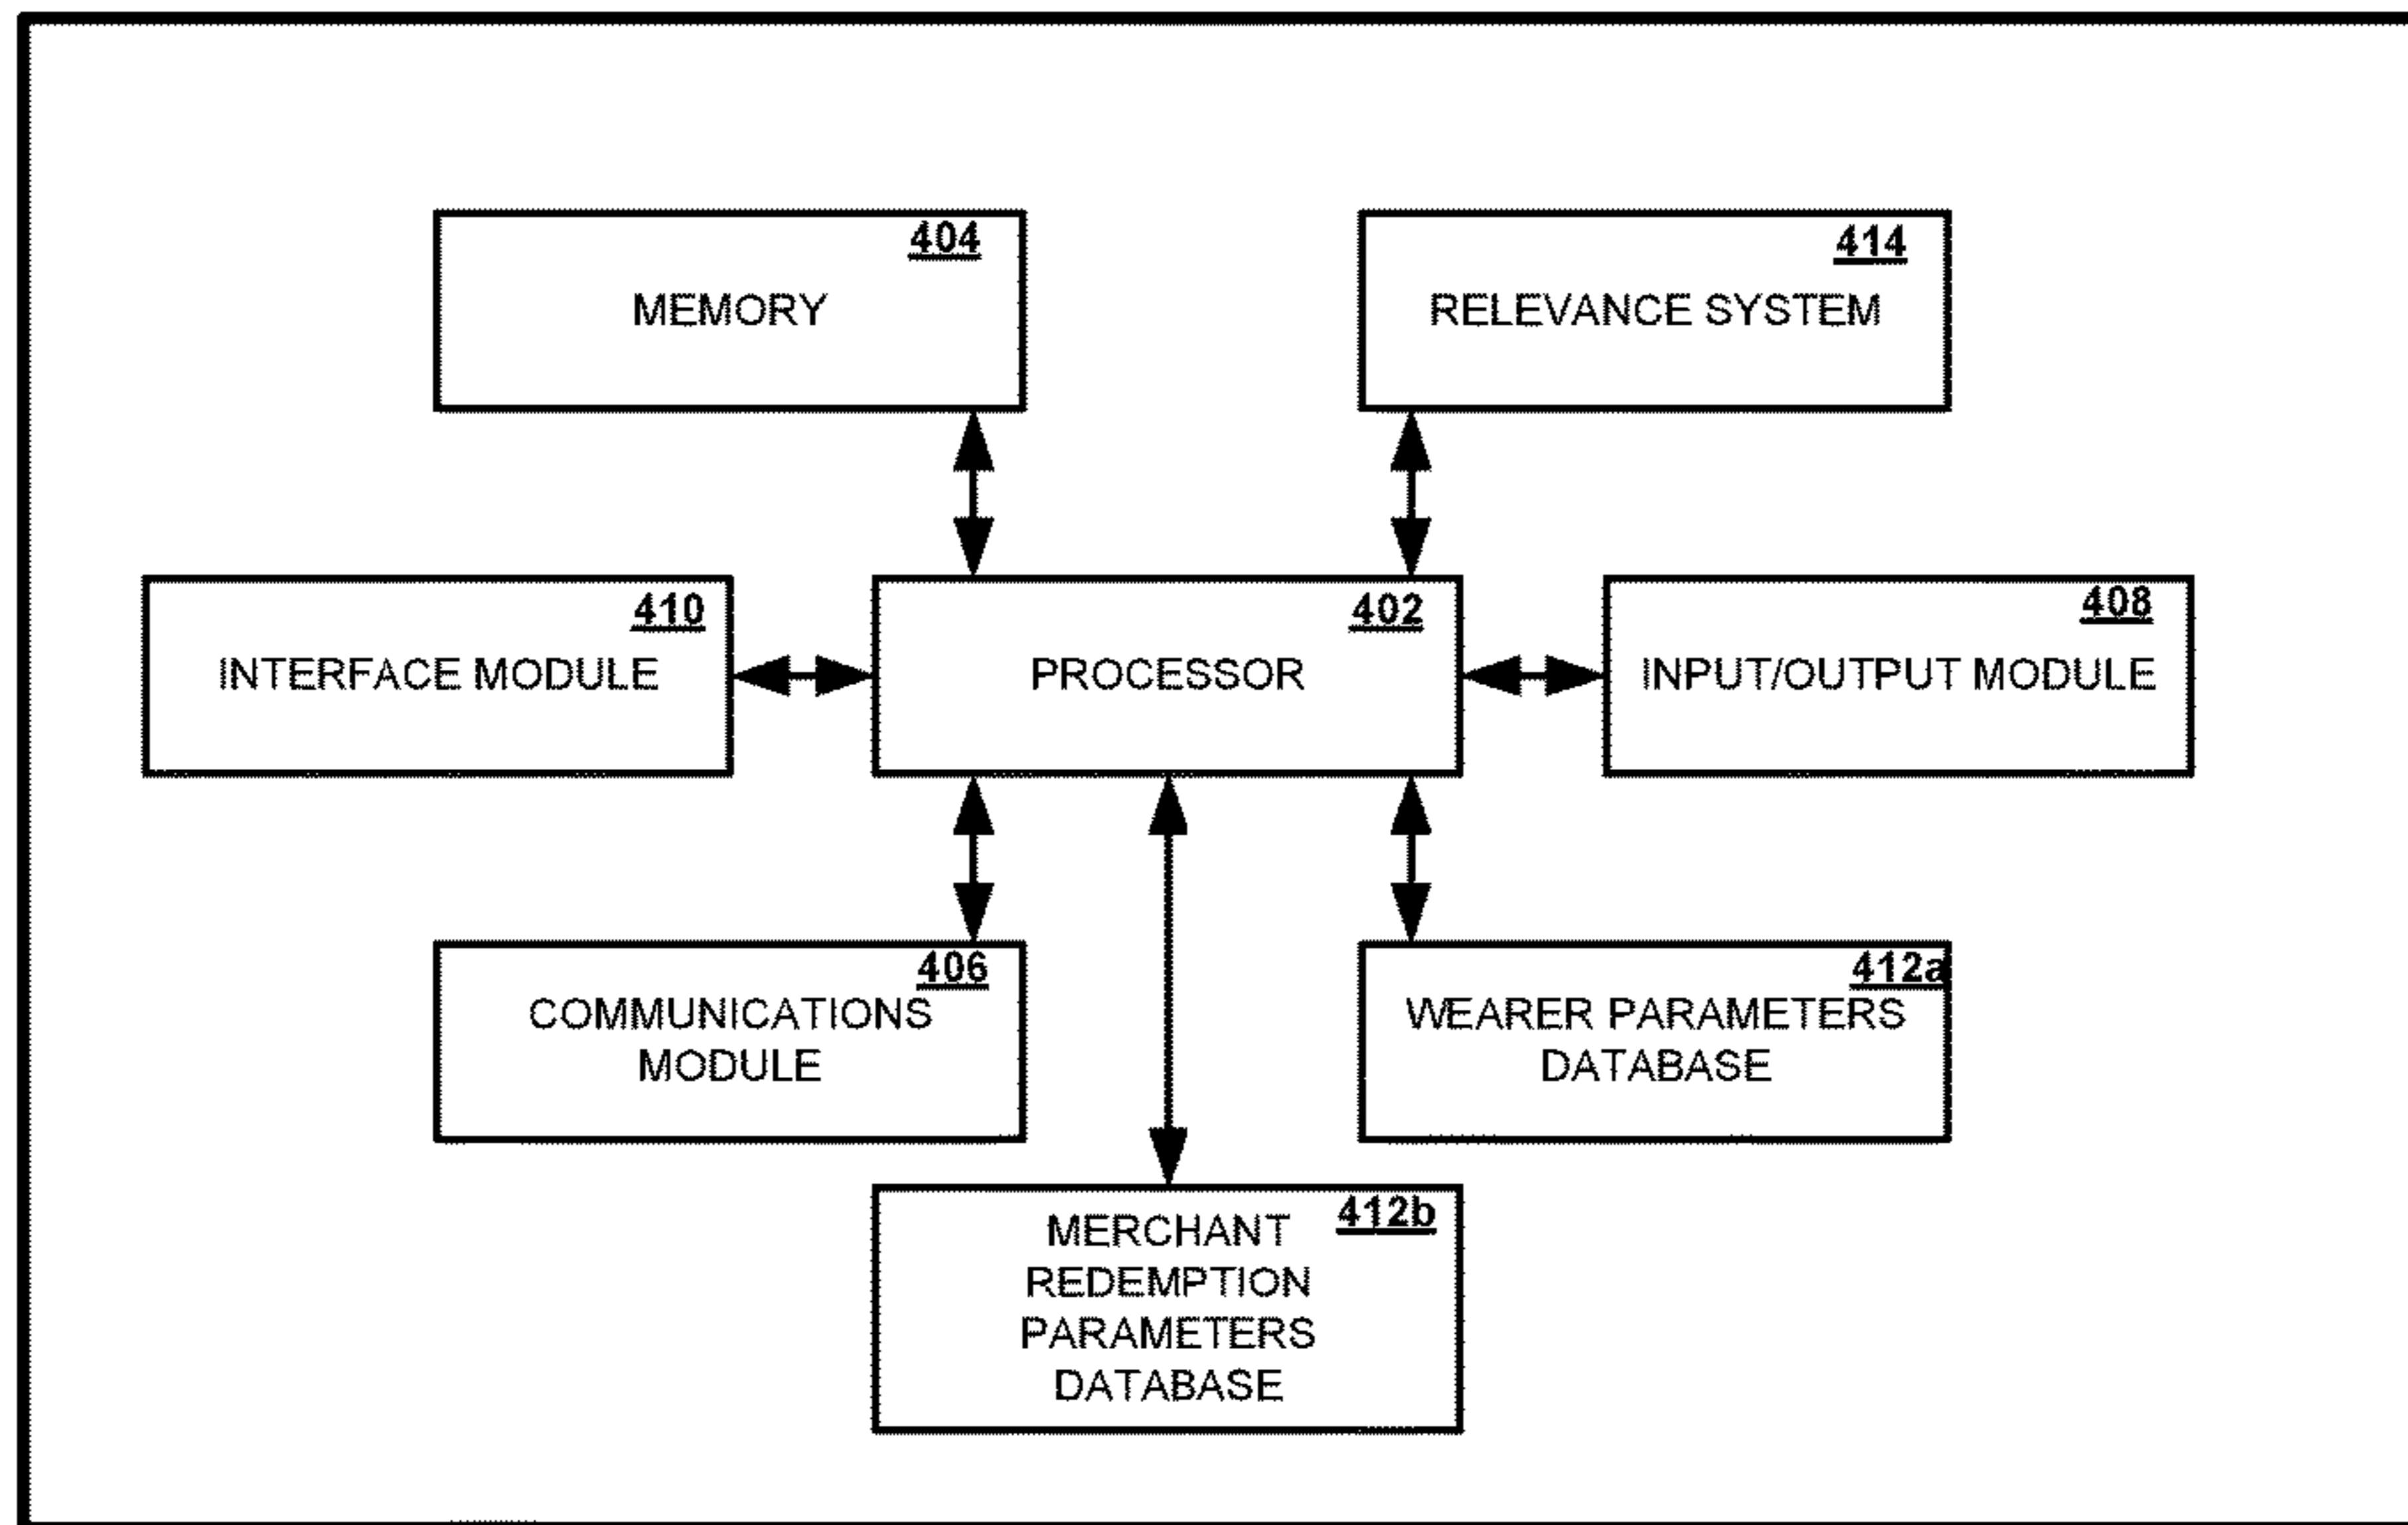 404
MEMORY
414
RELEVANCE SYSTEM
410
INTERFACE MODULE
402
PROCESSOR
408
INPUT/OUTPUT MODULE
406
COMMUNICATIONS
MODULE
412a
WEARER PARAMETERS
DATABASE
412b
MERCHANT
REDEMPTION
PARAMETERS
DATABASE